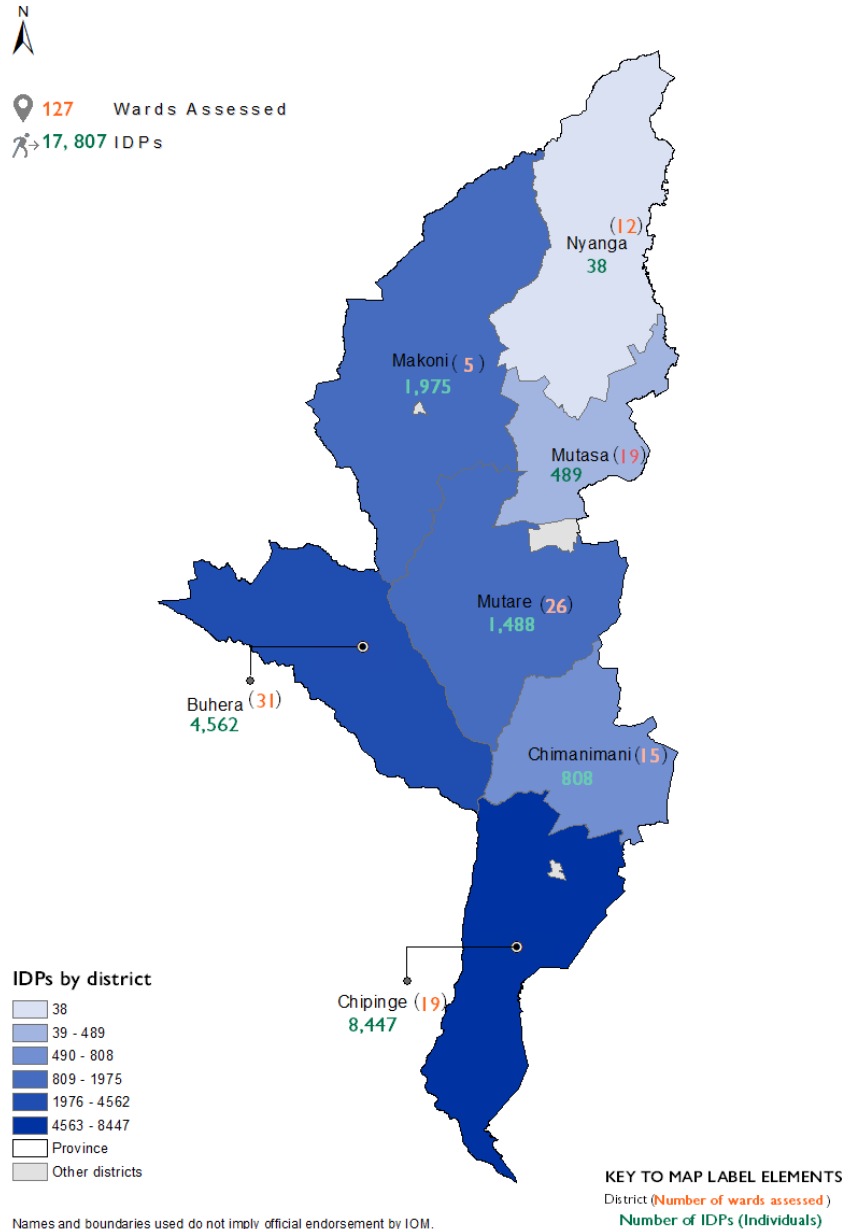 N
127 Wards Assessed
17, 807 IDPs
(12)
Nyanga
38
Makoni (5)
1,975
Mutasa (19)
489
Mutare (26)
1,488
Buhera (31)
4,562
Chimanimani (15)
808
Chipinge (19)
8,447
IDPs by district
38
39 - 489
490 - 808
809 - 1975
1976 - 4562
4563 - 8447
Province
Other districts
KEY TO MAP LABEL ELEMENTS
District (Number of wards assessed )
Number of IDPs (Individuals)
Names and boundaries used do not imply official endorsement by IOM.